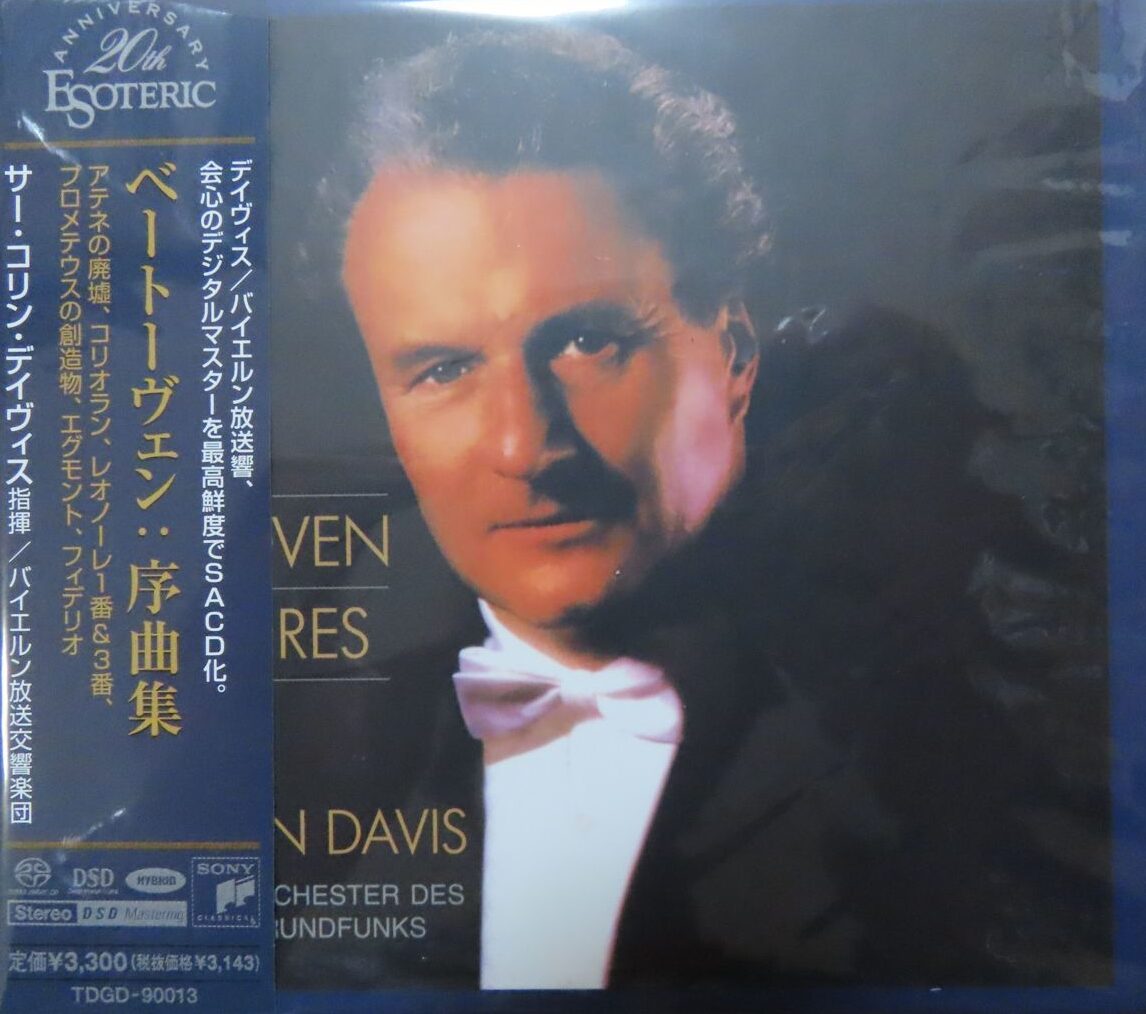 ANNIVERSARY
20th
ESOTERIC
デイヴィス/バイエルン放送響、
会心のデジタルマスターを最高鮮度でSACD化。
ベートーヴェン:序曲集
アテネの廃墟、コリオラン、レオノーレ1番&3番、
プロメテウスの創造物、エグモント、フィデリオ
サー・コリン・デイヴィス指揮/バイエルン放送交響楽団
VEN
RES
N DAVIS
CHESTER DES
RUNDFUNKS
DSD
HYBRID
SONY
CLASSICAL
Stereo
DSD Mastering
定価¥3,300(税抜価格¥3,143)
TDGD-90013